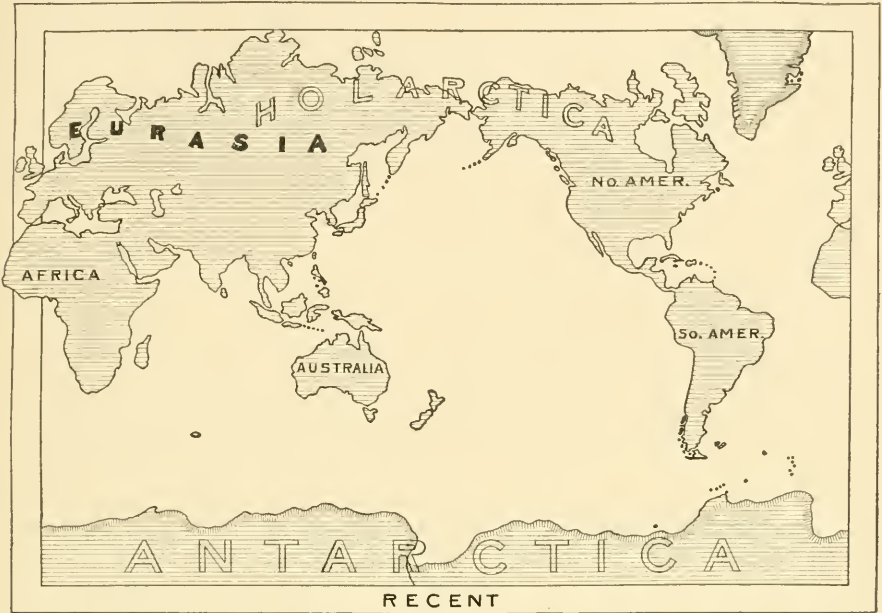 HOLARCTICA
EURASIA
NO. AMER.
AFRICA
SO. AMER.
AUSTRALIA
ANTARCTICA
RECENT